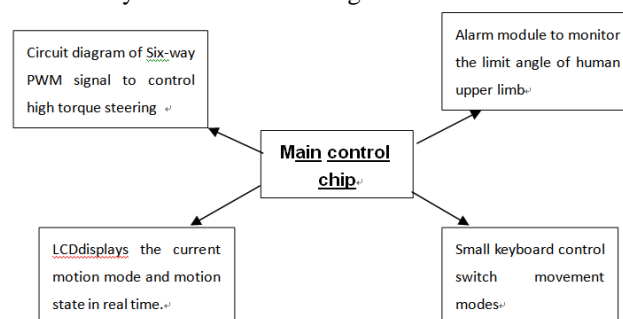 Circuit diagram of Six-way
PWM signal to control
high torque steering
Alarm module to monitor
the limit angle of human
upper limb
Main control
chip
LCDdisplays the current
motion mode and motion
state in real time.
Small keyboard control
switch movement
modes